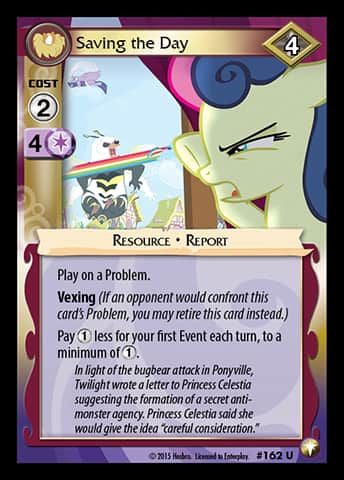 Saving the Day
4
COST
2
4
RESOURCE • REPORT
Play on a Problem.
Vexing (If an opponent would confront this
card's Problem, you may retire this card instead.)
Pay 1 less for your first Event each turn, to a
minimum of 1.
In light of the bugbear attack in Ponyville,
Twilight wrote a letter to Princess Celestia
suggesting the formation of a secret anti-
monster agency. Princess Celestia said she
would give the idea “careful consideration.”
© 2015 Hasbro. Licensed to Enterplay. #162 U